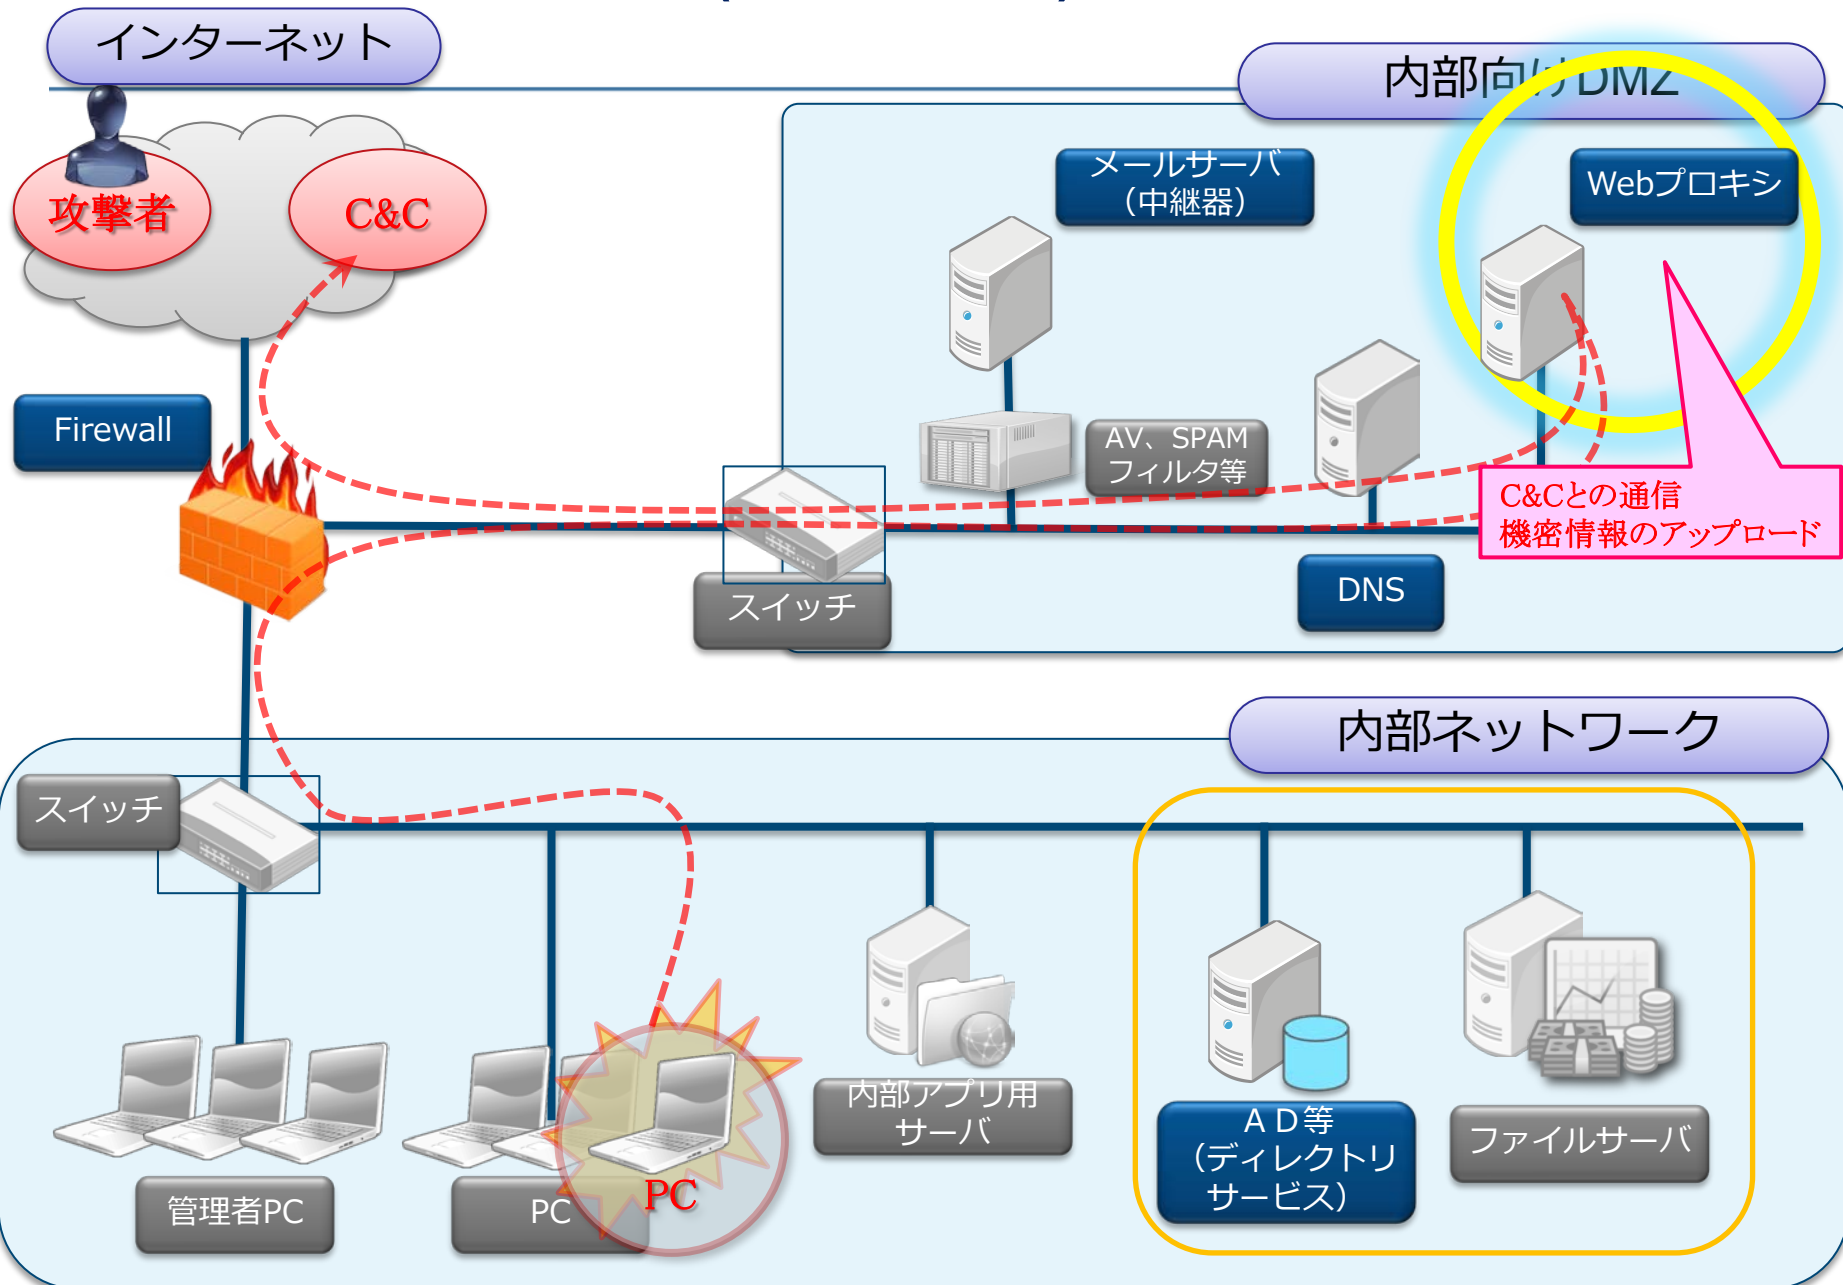 インターネット
内部向けDMZ
攻撃者
C&C
メールサーバ
（中継器）
Webプロキシ
Firewall
AV、SPAM
フィルタ等
C&Cとの通信
機密情報のアップロード
スイッチ
DNS
内部ネットワーク
スイッチ
内部アプリ用
サーバ
ＡＤ等
（ディレクトリ
サービス）
ファイルサーバ
管理者PC
PC
PC